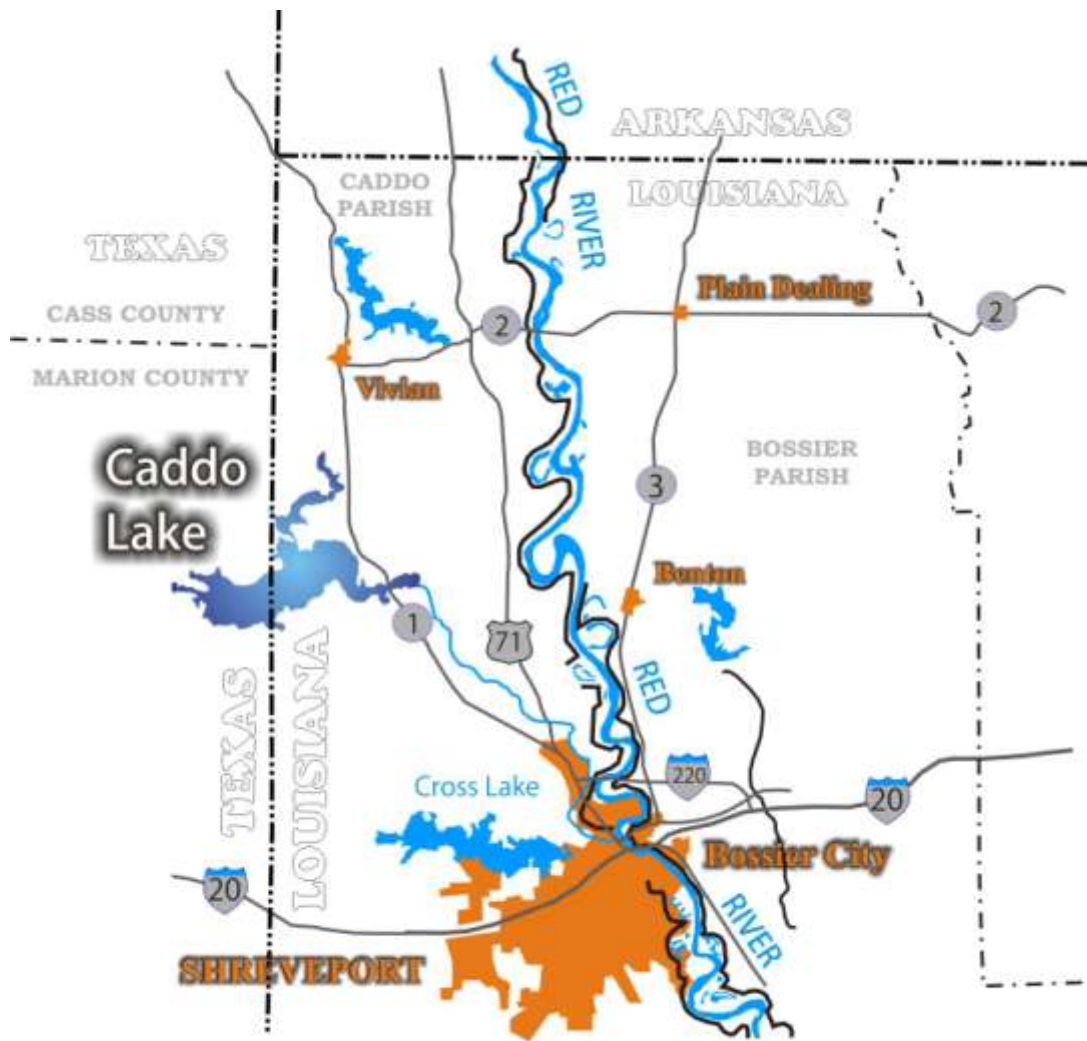 RED
ARKANSAS
LOUISIANA
CADDO
PARISH
RIVER
TEXAS
Plain Dealing
CASS COUNTY
2
2
MARION COUNTY
Vivian
Caddo
Lake
BOSSIER
PARISH
3
Benton
1
71
RED
TEXAS
LOUISIANA
220
Cross Lake
20
Bossier City
20
RIVER
SHREVEPORT